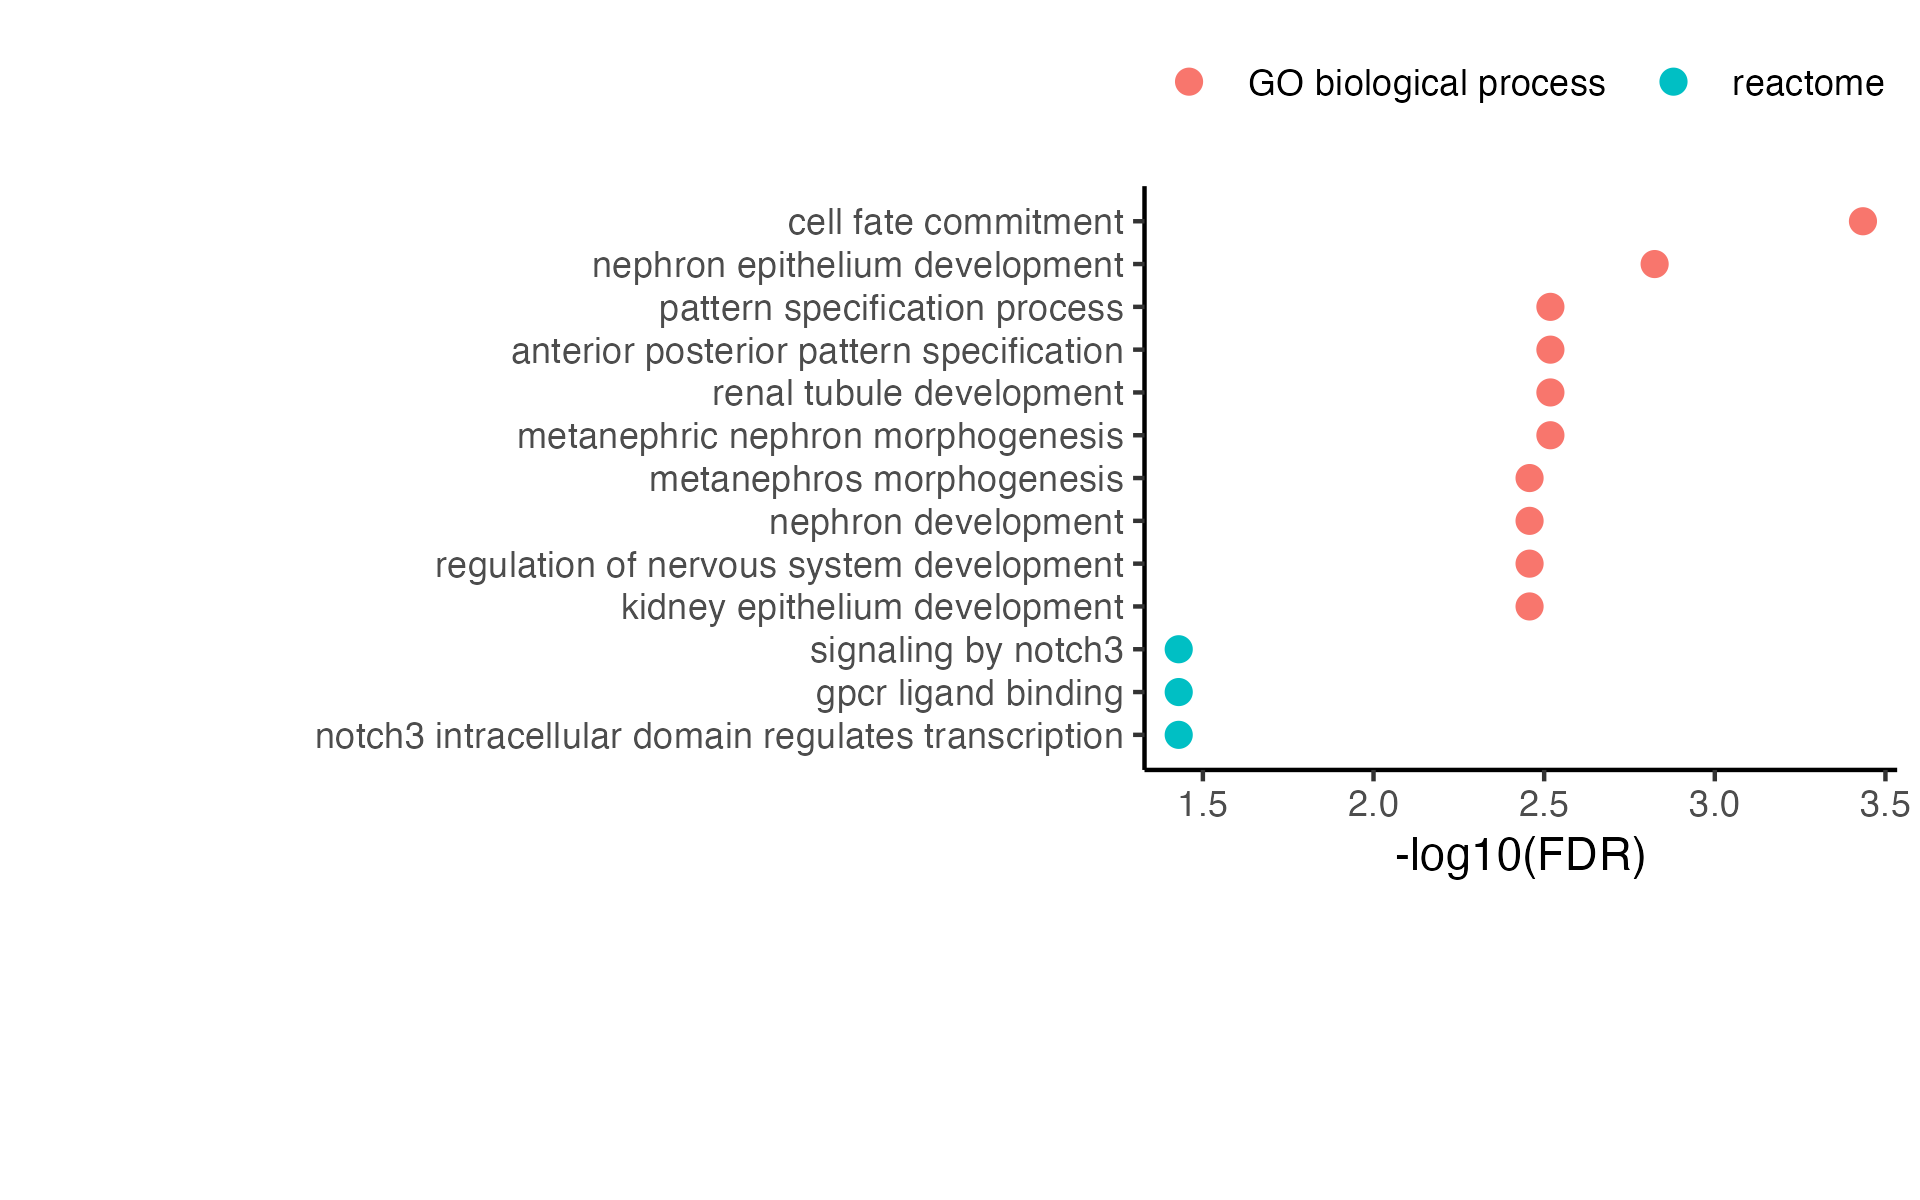 GO biological process reactome
cell fate commitment
nephron epithelium development
pattern specification process
anterior posterior pattern specification
renal tubule development
metanephric nephron morphogenesis
metanephros morphogenesis
nephron development
regulation of nervous system development
kidney epithelium development
signaling by notch3
gpcr ligand binding
notch3 intracellular domain regulates transcription
1.5 2.0 2.5 3.0 3.5
-log10(FDR)